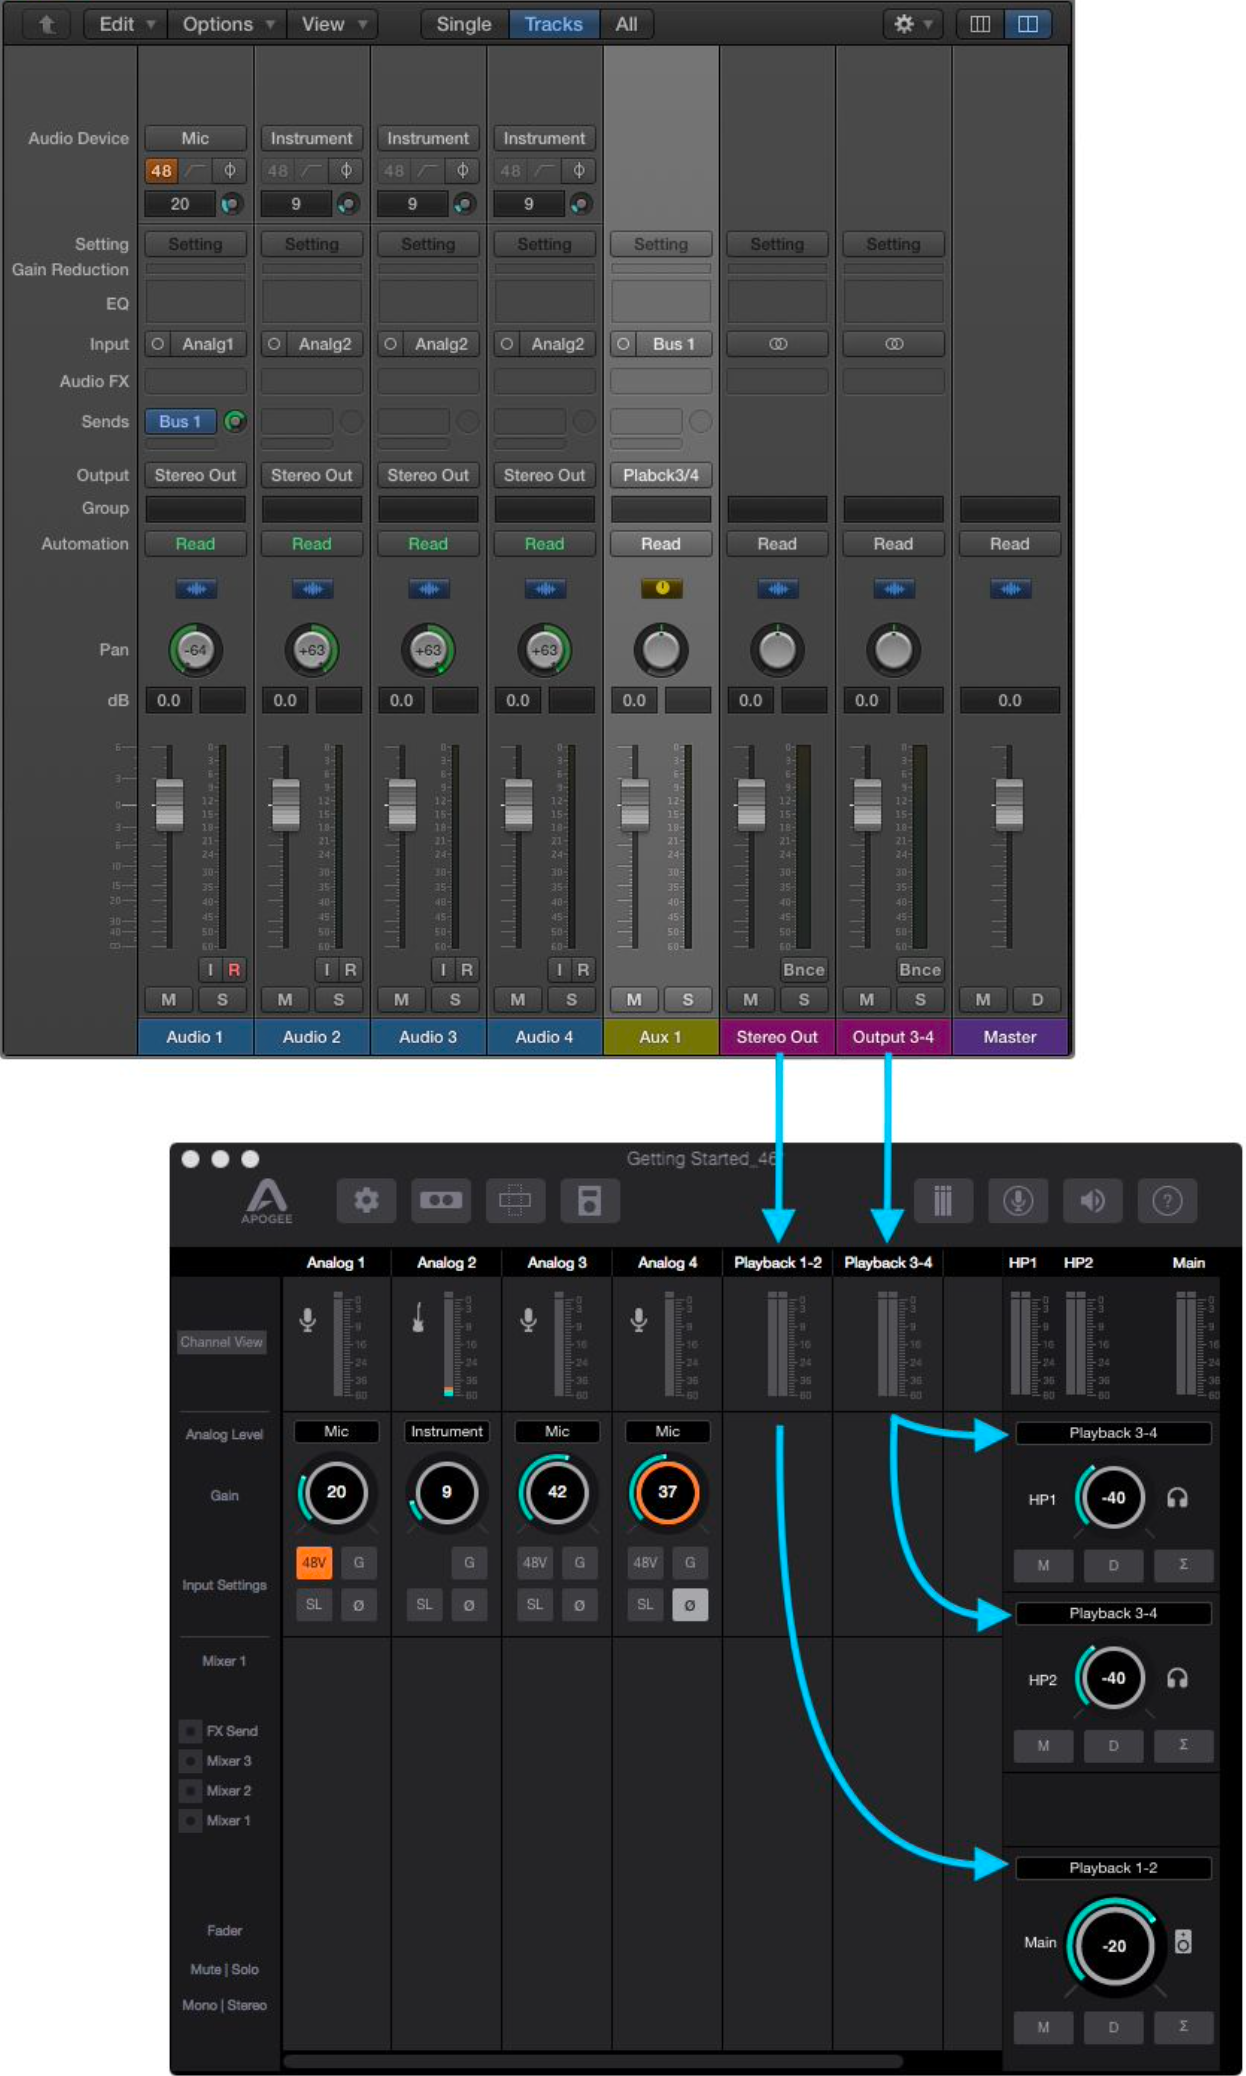 Edit Options View Single Tracks All
Audio Device Mic Instrument Instrument Instrument
48 ϕ 48 ϕ 48 ϕ 48 ϕ
20 9 9 9
Setting Setting Setting Setting Setting Setting Setting Setting
Gain Reduction
EQ
Input Analg1 Analg2 Analg2 Analg2 Bus 1
Audio FX
Sends Bus 1
Output Stereo Out Stereo Out Stereo Out Stereo Out Plabck3/4
Group
Automation Read Read Read Read Read Read Read Read
Pan -64 +63 +63 +63
dB 0.0 0.0 0.0 0.0 0.0 0.0 0.0 0.0
I R I R I R I R Bnce Bnce
M S M S M S M S M S M S M S M D
Audio 1 Audio 2 Audio 3 Audio 4 Aux 1 Stereo Out Output 3-4 Master
Getting Started_46
APOGEE ?
Analog 1 Analog 2 Analog 3 Analog 4 Playback 1-2 Playback 3-4 HP1 HP2 Main
Channel View
Analog Level Mic Instrument Mic Mic Playback 3-4
Gain 20 9 42 37 HP1 -40
48V G G 48V G 48V G M D Σ
Input Settings
SL Ø SL Ø SL Ø SL Ø Playback 3-4
Mixer 1 HP2 -40
FX Send M D Σ
Mixer 3
Mixer 2
Mixer 1
Playback 1-2
Fader Main -20
Mute | Solo
Mono | Stereo
M D Σ